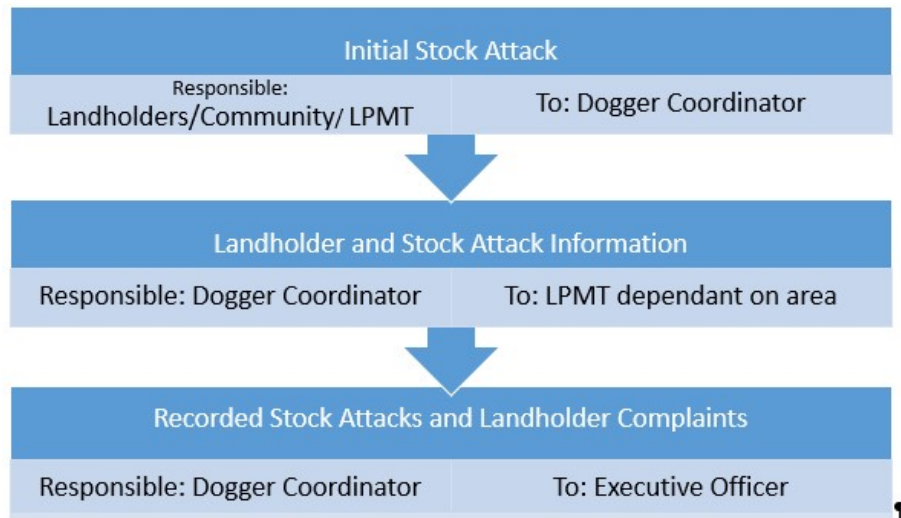 Initial Stock Attack
Responsible:
Landholders/Community/ LPMT
To: Dogger Coordinator
Landholder and Stock Attack Information
Responsible: Dogger Coordinator
To: LPMT dependant on area
Recorded Stock Attacks and Landholder Complaints
Responsible: Dogger Coordinator
To: Executive Officer